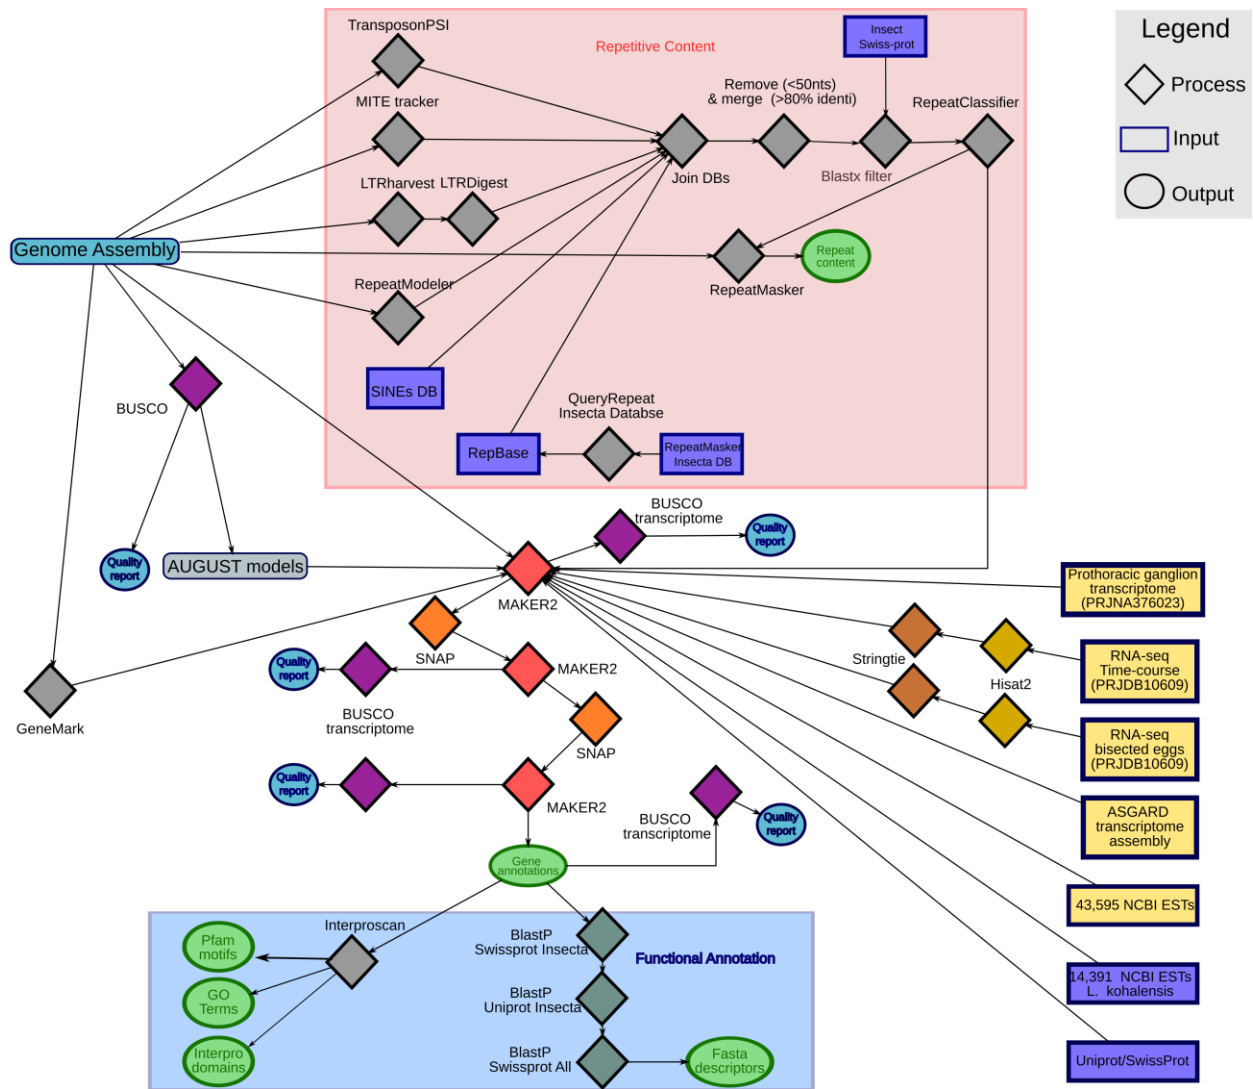 TransposonPSI
Repetitive Content
Insect
Swiss-prot
Legend
Process
Input
Output
MITE tracker
Remove (<50nts)
& merge (>80% identi)
RepeatClassifier
Join DBs
Blastx filter
LTRharvest
LTRDigest
Genome Assembly
RepeatModeler
RepeatMasker
Repeat
content
SINEs DB
BUSCO
QueryRepeat
Insecta Databse
RepBase
RepeatMasker
Insecta DB
BUSCO
transcriptome
Quality
report
Quality
report
AUGUST models
MAKER2
Prothoracic ganglion
transcriptome
(PRJNA376023)
SNAP
MAKER2
Quality
report
BUSCO
transcriptome
Stringtie
Hisat2
RNA-seq
Time-course
(PRJDB10609)
GeneMark
SNAP
RNA-seq
bisected eggs
(PRJDB10609)
Quality
report
MAKER2
BUSCO
transcriptome
Quality
report
ASGARD
transcriptome
assembly
Gene
annotations
43,595 NCBI ESTs
Interproscan
Pfam
motifs
GO
Terms
Interpro
domains
BlastP
Swissprot Insecta
Functional Annotation
BlastP
Uniprot Insecta
BlastP
Swissprot All
Fasta
descriptors
14,391 NCBI ESTs
L. kohalensis
Uniprot/SwissProt